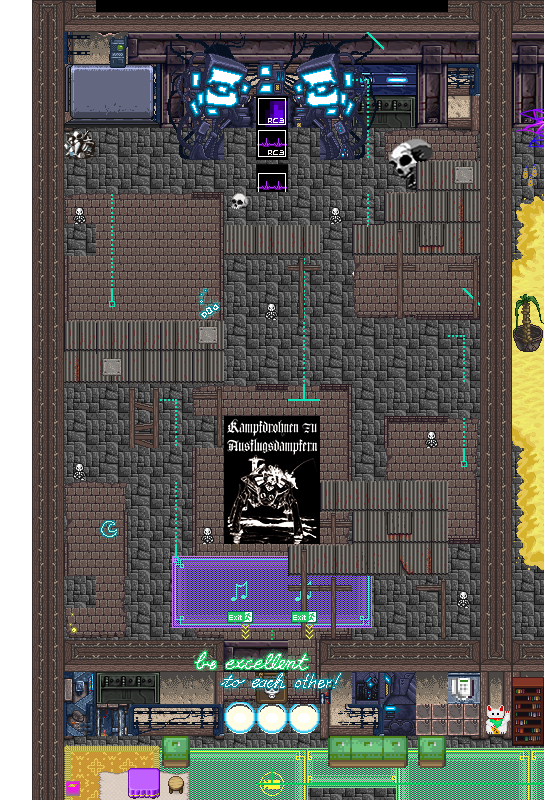 RC3
RC3
Kampfdrohnen zu
Ausflugsdampfern
Exit
Exit
be excellent
to each other!